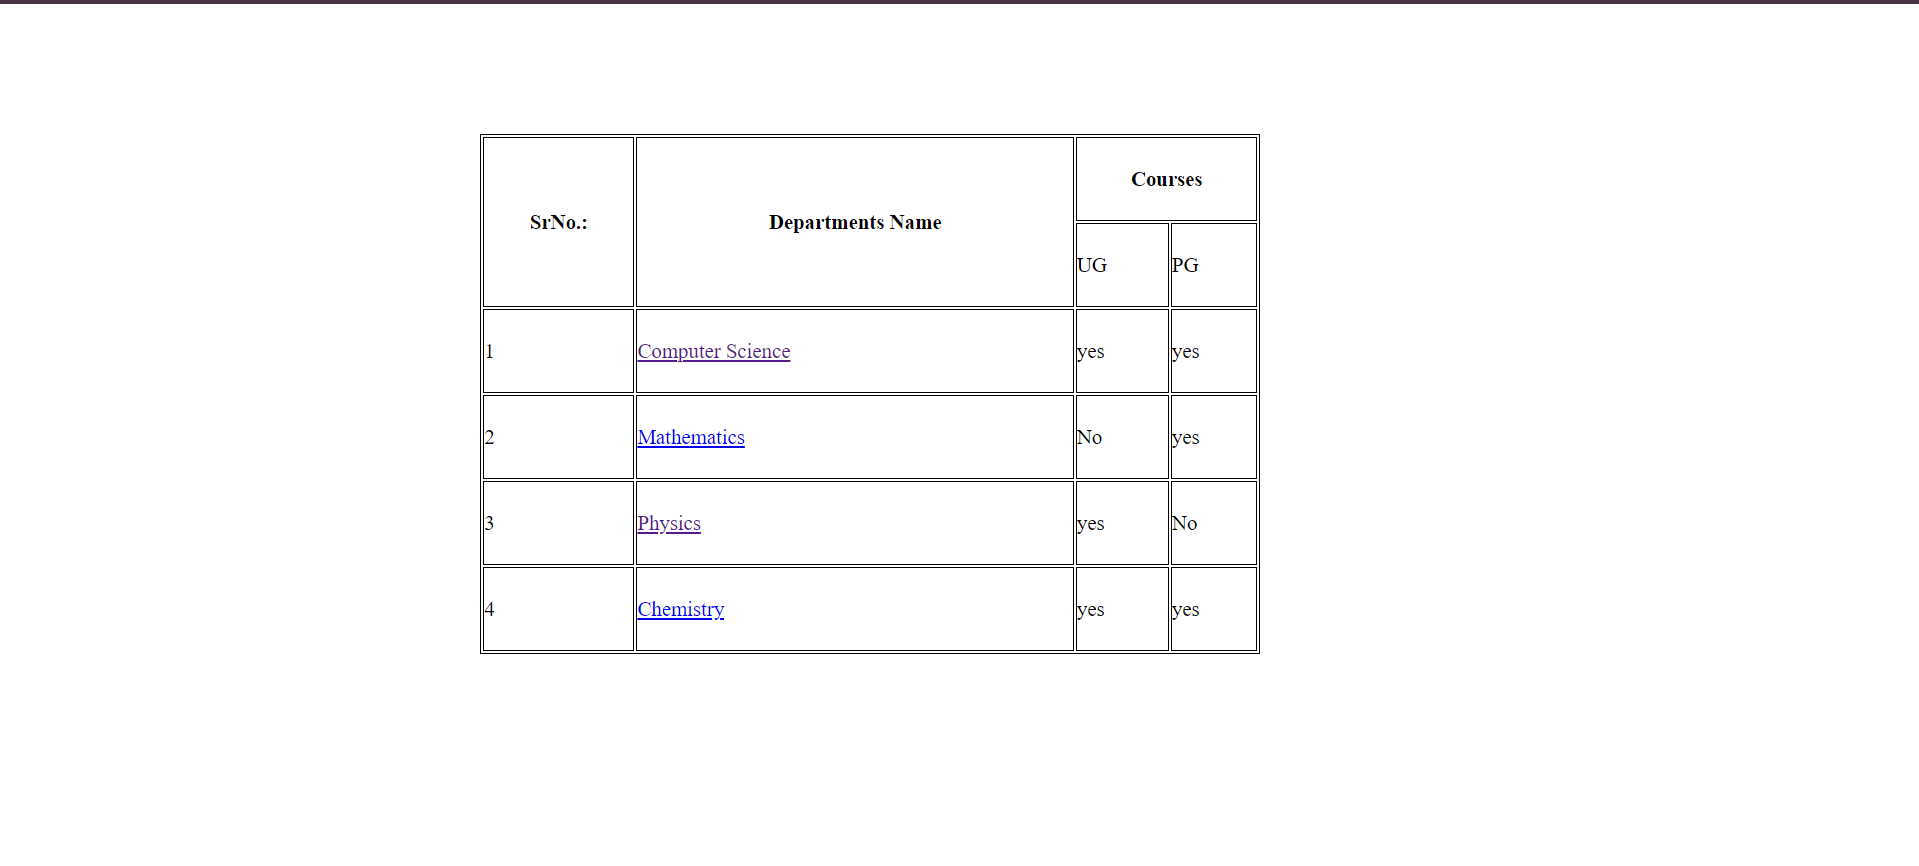 SrNo.: Departments Name Courses
UG PG
1 Computer Science yes yes
2 Mathematics No yes
3 Physics yes No
4 Chemistry yes yes